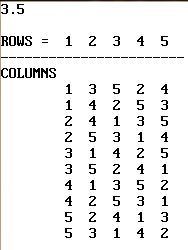 3.5
ROWS = 1 2 3 4 5
------------------------
COLUMNS
1 3 5 2 4
1 4 2 5 3
2 4 1 3 5
2 5 3 1 4
3 1 4 2 5
3 5 2 4 1
4 1 3 5 2
4 2 5 3 1
5 2 4 1 3
5 3 1 4 2